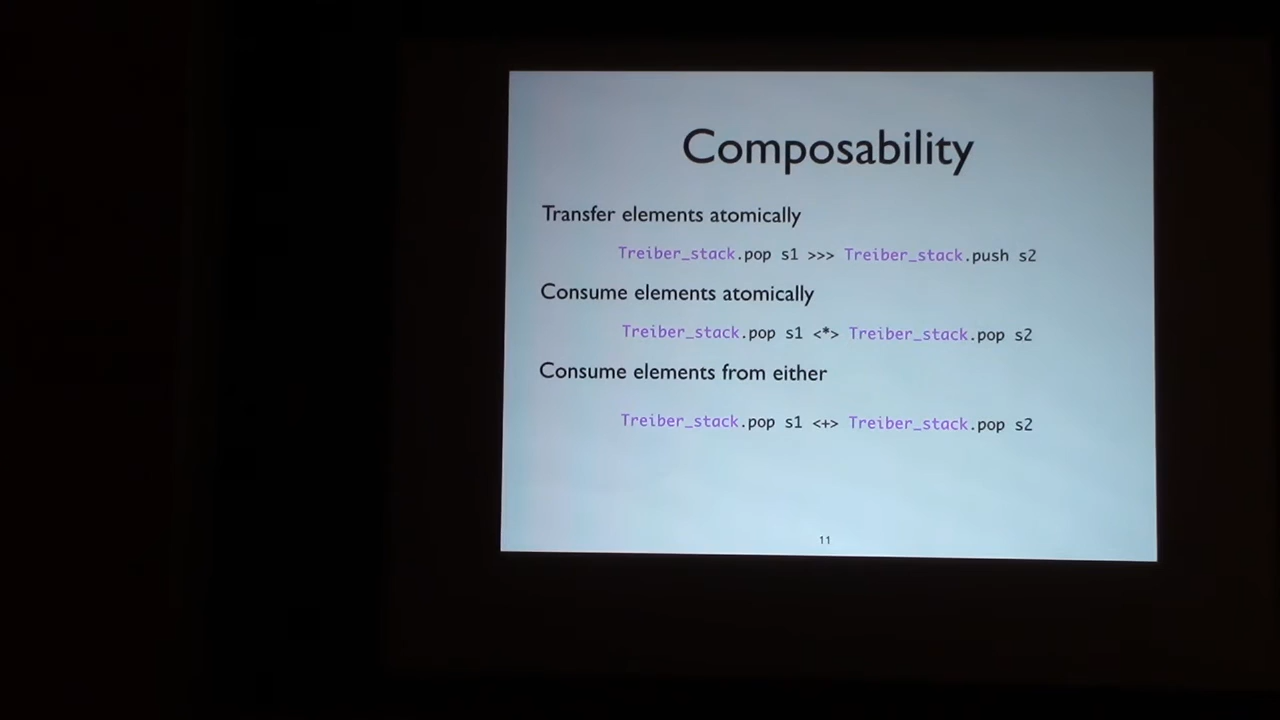 Composability
Transfer elements atomically
Treiber_stack.pop s1 >>> Treiber_stack.push s2
Consume elements atomically
Treiber_stack.pop s1 <*> Treiber_stack.pop s2
Consume elements from either
Treiber_stack.pop s1 <+> Treiber_stack.pop s2
11